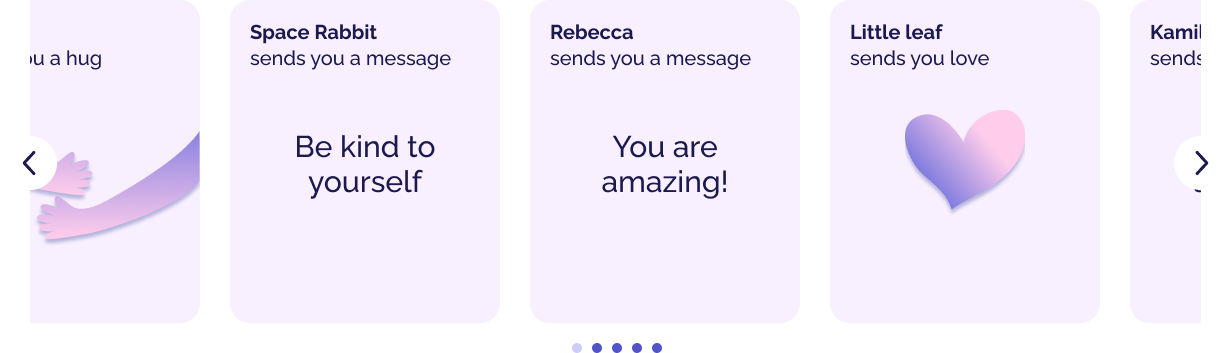 ou a hug
Space Rabbit
sends you a message
Be kind to
yourself
Rebecca
sends you a message
You are
amazing!
Little leaf
sends you love
Kamil
sends